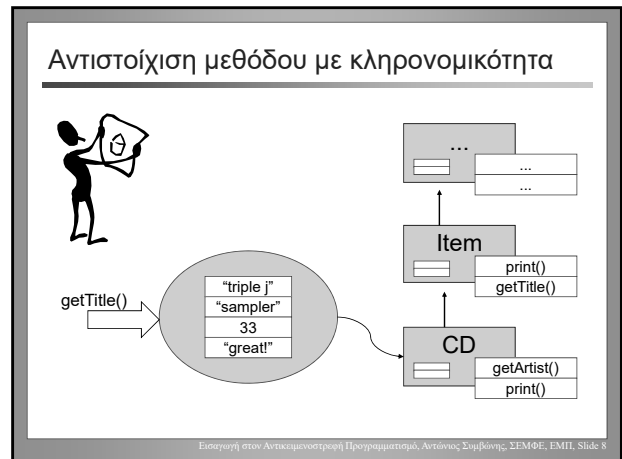 Αντιστοίχιση μεθόδου με κληρονομικότητα
...
...
...
Item
print()
getTitle()
getTitle()
“triple j”
“sampler”
33
“great!”
CD
getArtist()
print()
Εισαγωγή στον Αντικειμενοστροφή Προγραμματισμό, Αντώνιος Συμβώνης, ΣΕΜΦΕ, ΕΜΠ, Slide 8